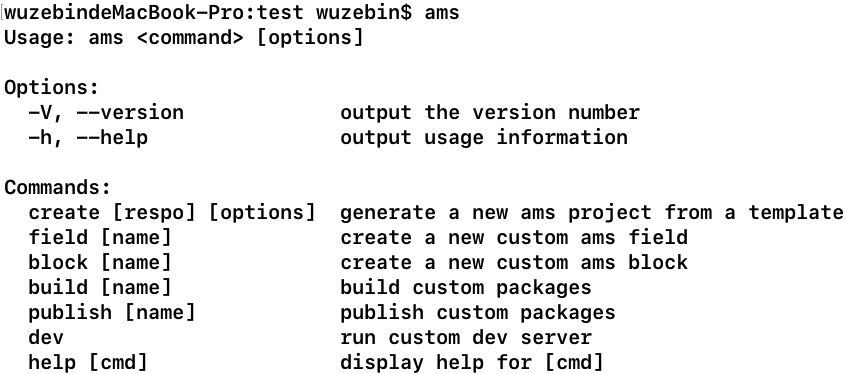 wuzebindeMacBook-Pro:test wuzebin$ ams
Usage: ams <command> [options]
Options:
-V, --version output the version number
-h, --help output usage information
Commands:
create [respo] [options] generate a new ams project from a template
field [name] create a new custom ams field
block [name] create a new custom ams block
build [name] build custom packages
publish [name] publish custom packages
dev run custom dev server
help [cmd] display help for [cmd]